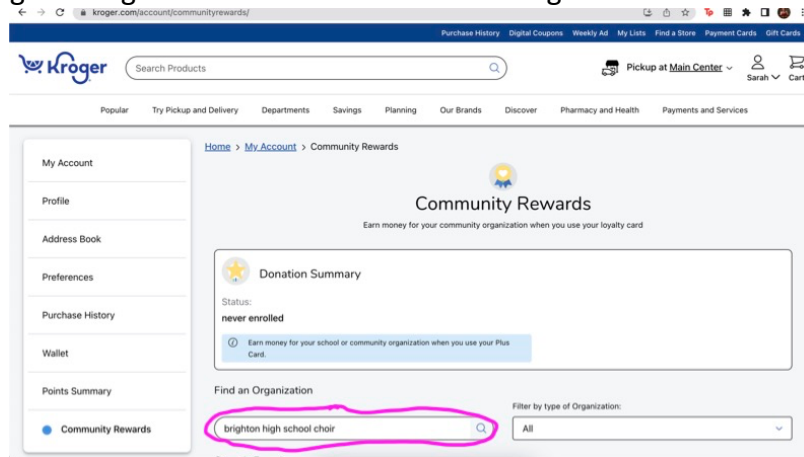 kroger.com/account/communityrewards/
Purchase History Digital Coupons Weekly Ad My Lists Find a Store Payment Cards Gift Cards
Kroger
Search Products
Pickup at Main Center
Sarah
Cart
Popular Try Pickup and Delivery Departments Savings Planning Our Brands Discover Pharmacy and Health Payments and Services
My Account
Profile
Address Book
Preferences
Purchase History
Wallet
Points Summary
Community Rewards
Home > My Account > Community Rewards
Community Rewards
Earn money for your community organization when you use your loyalty card
Donation Summary
Status:
never enrolled
Earn money for your school or community organization when you use your Plus
Card.
Find an Organization
brighton high school choir
Filter by type of Organization:
All